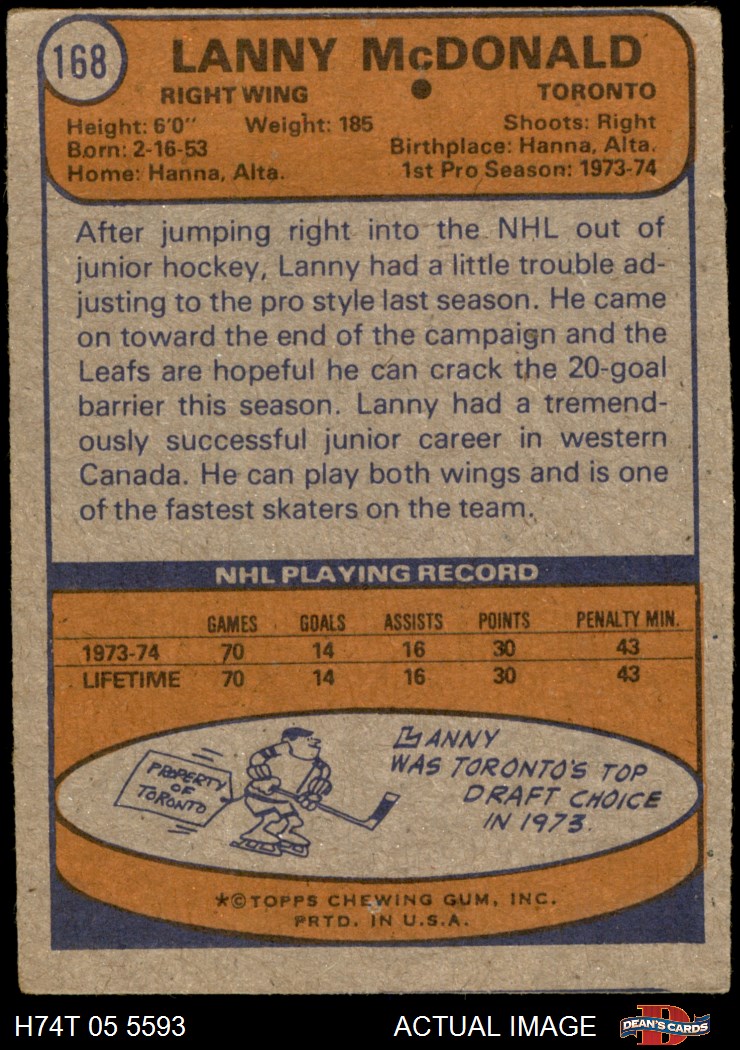 168
LANNY McDONALD
RIGHT WING TORONTO
Height: 6'0" Weight: 185 Shoots: Right
Born: 2-16-53 Birthplace: Hanna, Alta.
Home: Hanna, Alta. 1st Pro Season: 1973-74
After jumping right into the NHL out of
junior hockey, Lanny had a little trouble ad-
justing to the pro style last season. He came
on toward the end of the campaign and the
Leafs are hopeful he can crack the 20-goal
barrier this season. Lanny had a tremend-
ously successful junior career in western
Canada. He can play both wings and is one
of the fastest skaters on the team.
NHL PLAYING RECORD
GAMES GOALS ASSISTS POINTS PENALTY MIN.
1973-74 70 14 16 30 43
LIFETIME 70 14 16 30 43
PROPERTY
OF
TORONTO
LANNY
WAS TORONTO'S TOP
DRAFT CHOICE
IN 1973.
*©TOPPS CHEWING GUM, INC.
PRTD. IN U.S.A.
H74T 05 5593 ACTUAL IMAGE
D
DEAN'S CARDS